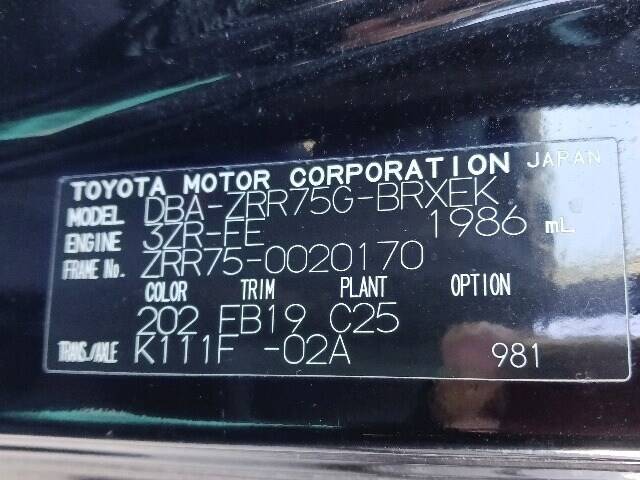 TOYOTA MOTOR CORPORATION JAPAN
MODEL DBA-ZRR75G-BRXEK
ENGINE 3ZR-FE 1986 mL
FRAME No. ZRR75-0020170
COLOR TRIM PLANT OPTION
202 FB19 C25
TRANS./AXLE K111F -02A 981